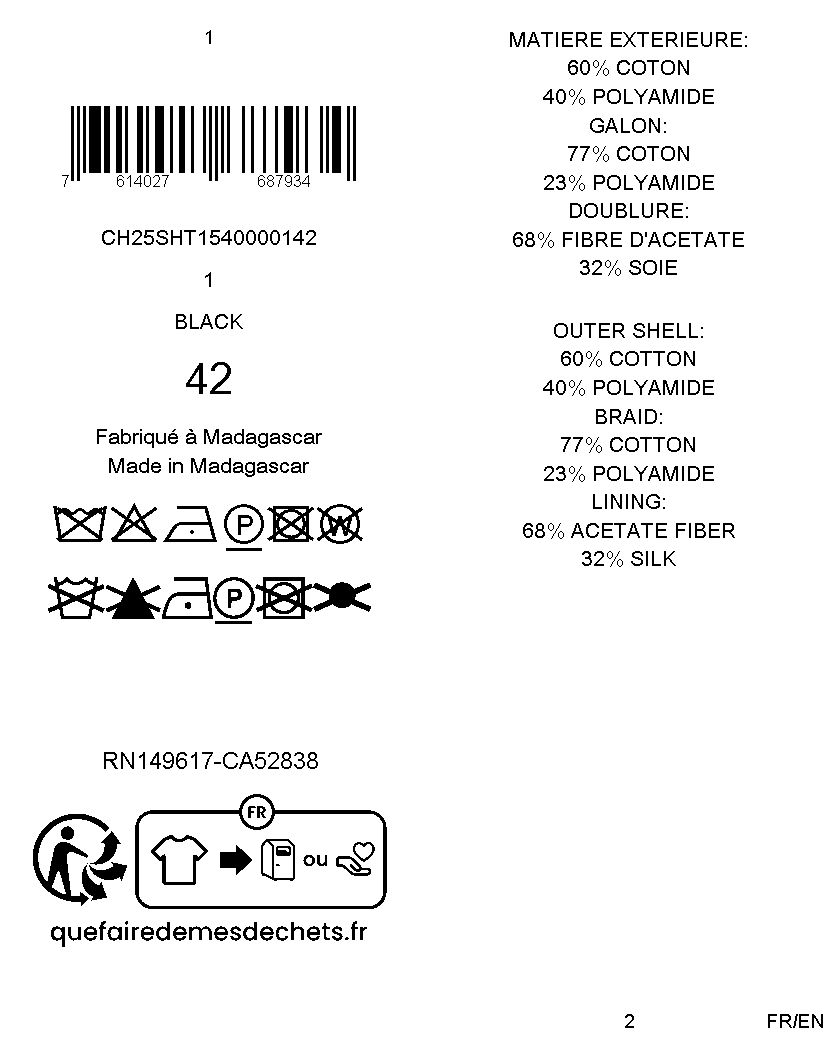 1
7 614027 687934
CH25SHT1540000142
1
BLACK
42
Fabriqué à Madagascar
Made in Madagascar
P W
P
RN149617-CA52838
FR
ou
quefairedemesdechets.fr
MATIERE EXTERIEURE:
60% COTON
40% POLYAMIDE
GALON:
77% COTON
23% POLYAMIDE
DOUBLURE:
68% FIBRE D'ACETATE
32% SOIE
OUTER SHELL:
60% COTTON
40% POLYAMIDE
BRAID:
77% COTTON
23% POLYAMIDE
LINING:
68% ACETATE FIBER
32% SILK
2
FR/EN